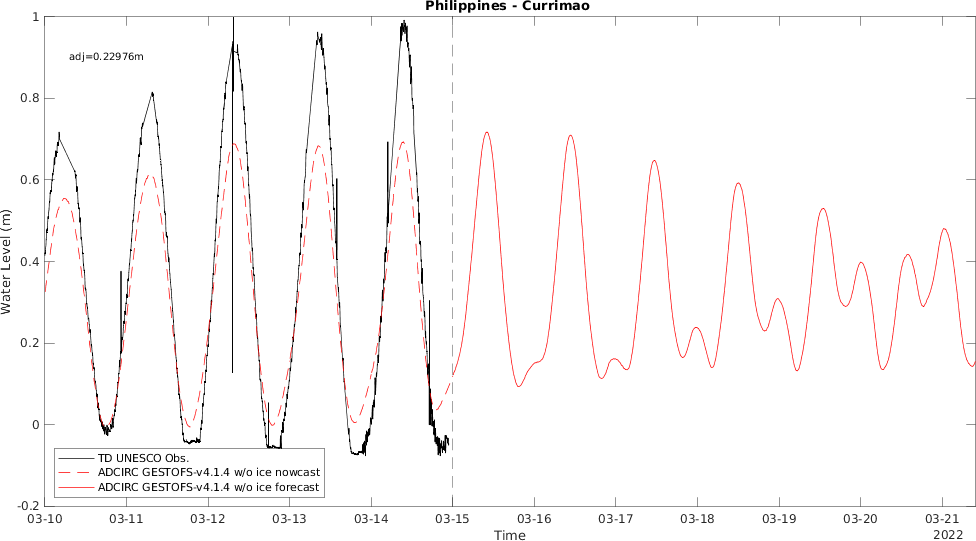 Philippines - Currimao
adj=0.22976m
1
0.8
0.6
0.4
0.2
0
-0.2
Water Level (m)
TD UNESCO Obs.
ADCIRC GESTOFS-v4.1.4 w/o ice nowcast
ADCIRC GESTOFS-v4.1.4 w/o ice forecast
03-10 03-11 03-12 03-13 03-14 03-15 03-16 03-17 03-18 03-19 03-20 03-21
Time
2022